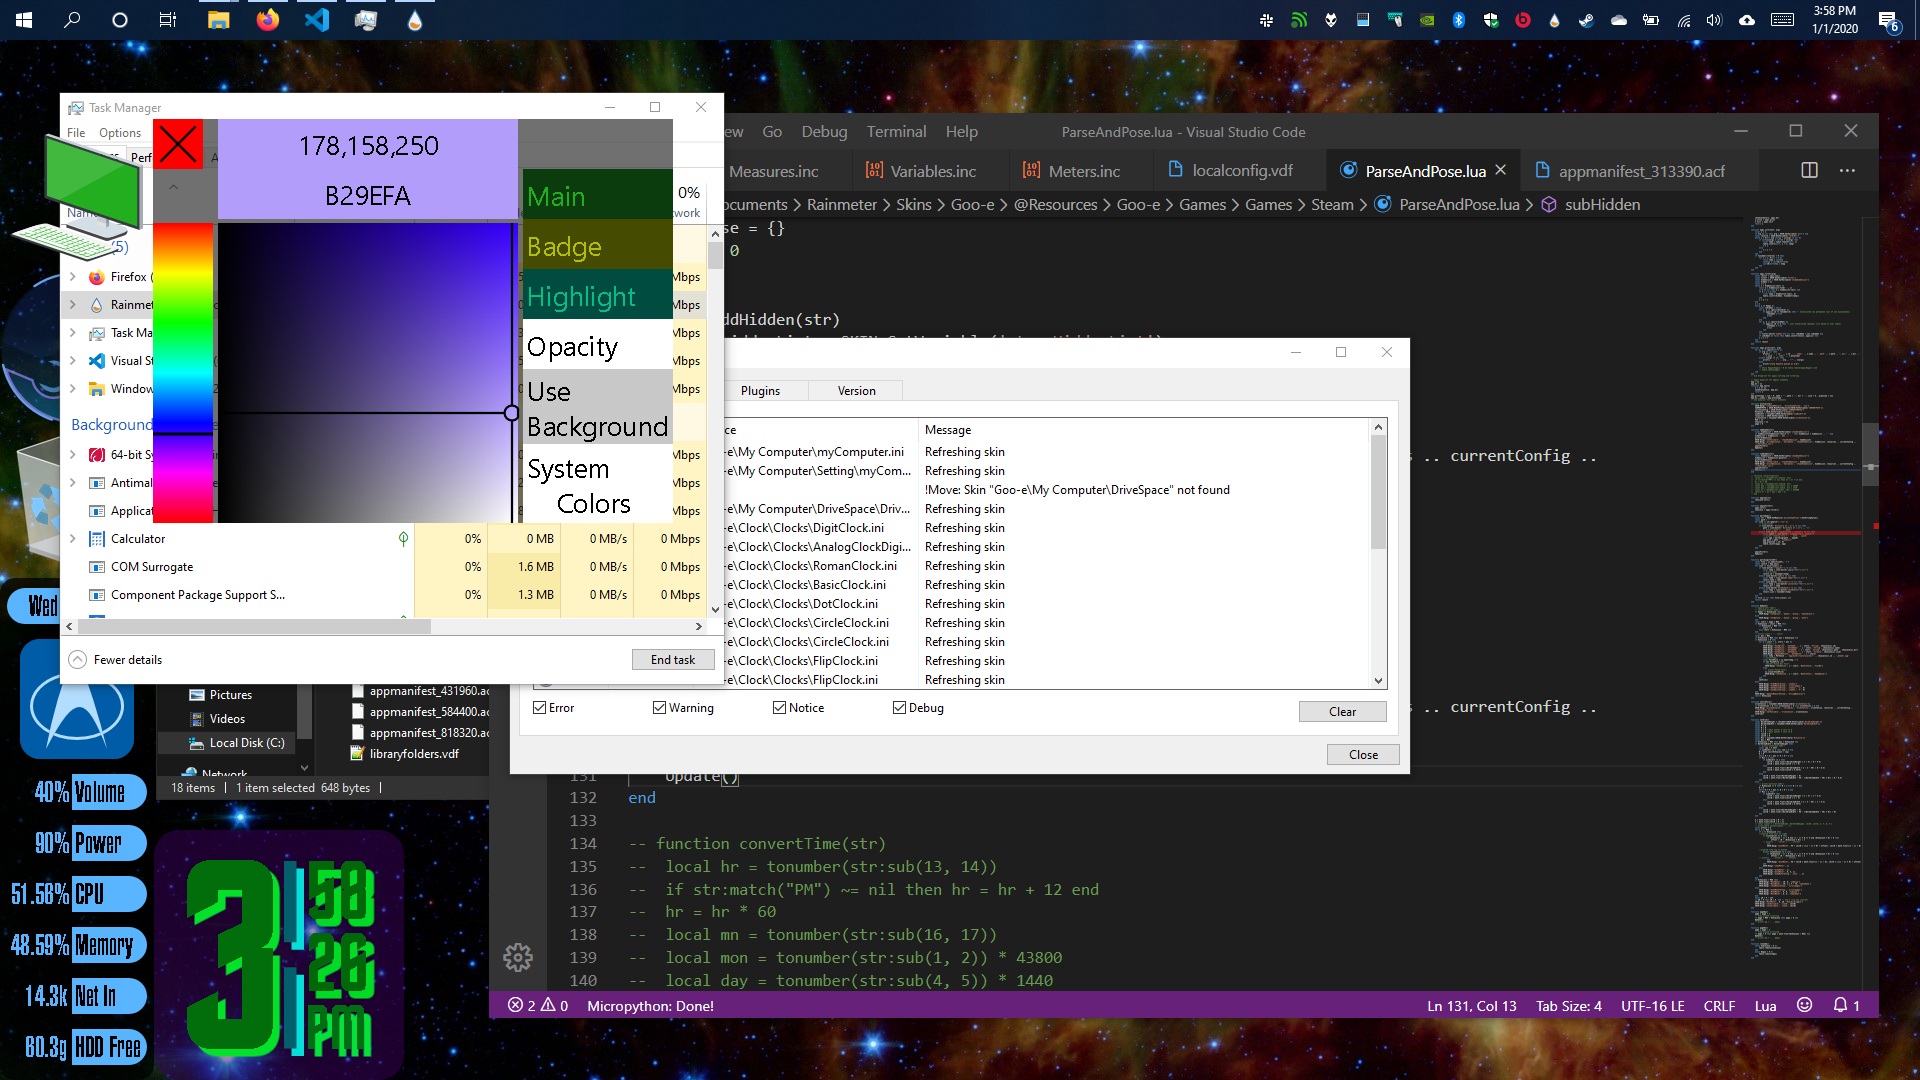 3:58 PM
1/1/2020
6
Task Manager
File Options
Perf
178,158,250
B29EFA
Main
Badge
Highlight
Opacity
Use
Background
System
Colors
0%
work
(5)
Firefox (
Mbps
Rainmet
Mbps
Task Ma
Mbps
Visual St
Mbps
Window
Mbps
Background
64-bit Sy
Mbps
Antimal
Mbps
Applicat
Mbps
Calculator 0% 0 MB 0 MB/s 0 Mbps
COM Surrogate 0% 1.6 MB 0 MB/s 0 Mbps
Component Package Support S... 0% 1.3 MB 0 MB/s 0 Mbps
Fewer details
End task
ew Go Debug Terminal Help
ParseAndPose.lua - Visual Studio Code
Measures.inc Variables.inc Meters.inc localconfig.vdf ParseAndPose.lua appmanifest_313390.acf
ocuments > Rainmeter > Skins > Goo-e > @Resources > Goo-e > Games > Games > Steam > ParseAndPose.lua > subHidden
se = {}
0
ddHidden(str)
s .. currentConfig ..
s .. currentConfig ..
Plugins Version
ce Message
-e\My Computer\myComputer.ini Refreshing skin
-e\My Computer\Setting\myCom... Refreshing skin
!Move: Skin "Goo-e\My Computer\DriveSpace" not found
-e\My Computer\DriveSpace\Driv... Refreshing skin
-e\Clock\Clocks\DigitClock.ini Refreshing skin
-e\Clock\Clocks\AnalogClockDigi... Refreshing skin
-e\Clock\Clocks\RomanClock.ini Refreshing skin
-e\Clock\Clocks\BasicClock.ini Refreshing skin
-e\Clock\Clocks\DotClock.ini Refreshing skin
-e\Clock\Clocks\CircleClock.ini Refreshing skin
-e\Clock\Clocks\CircleClock.ini Refreshing skin
-e\Clock\Clocks\FlipClock.ini Refreshing skin
-e\Clock\Clocks\FlipClock.ini Refreshing skin
Error Warning Notice Debug
Clear
Close
131 Update()
132 end
133
134 -- function convertTime(str)
135 -- local hr = tonumber(str:sub(13, 14))
136 -- if str:match("PM") ~= nil then hr = hr + 12 end
137 -- hr = hr * 60
138 -- local mn = tonumber(str:sub(16, 17))
139 -- local mon = tonumber(str:sub(1, 2)) * 43800
140 -- local day = tonumber(str:sub(4, 5)) * 1440
2 0 Micropython: Done!
Ln 131, Col 13 Tab Size: 4 UTF-16 LE CRLF Lua 1
Pictures
Videos
Local Disk (C:)
Network
appmanifest_431960.ac
appmanifest_584400.ac
appmanifest_818320.ac
libraryfolders.vdf
18 items 1 item selected 648 bytes
Wed
40% Volume
90% Power
51.56% CPU
48.59% Memory
14.3k Net In
60.3g HDD Free
3
58
26
PM